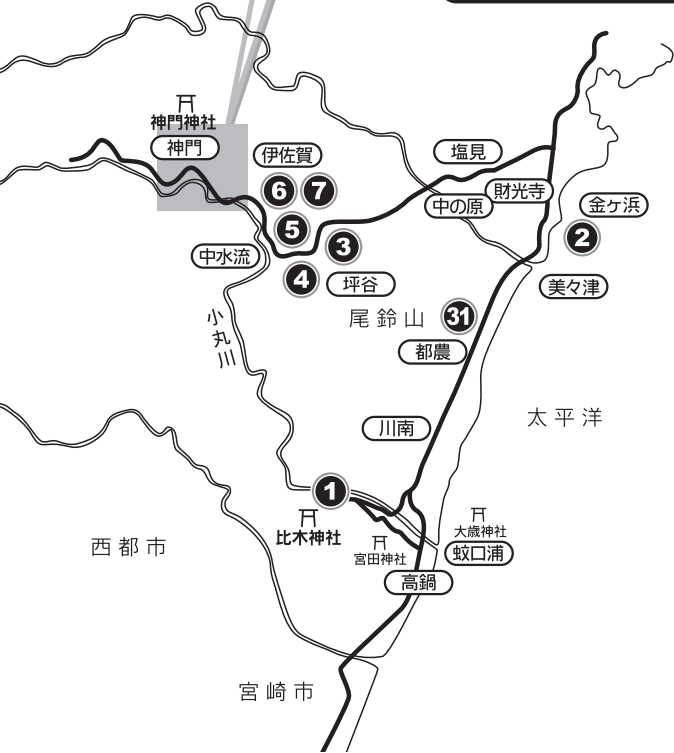 神門神社
神門
伊佐賀
塩見
6
7
中の原
財光寺
金ヶ浜
5
2
中水流
3
4
坪谷
美々津
尾鈴山
31
小丸川
都農
太平洋
川南
1
比木神社
大歳神社
西都市
宮田神社
蚊口浦
高鍋
宮崎市